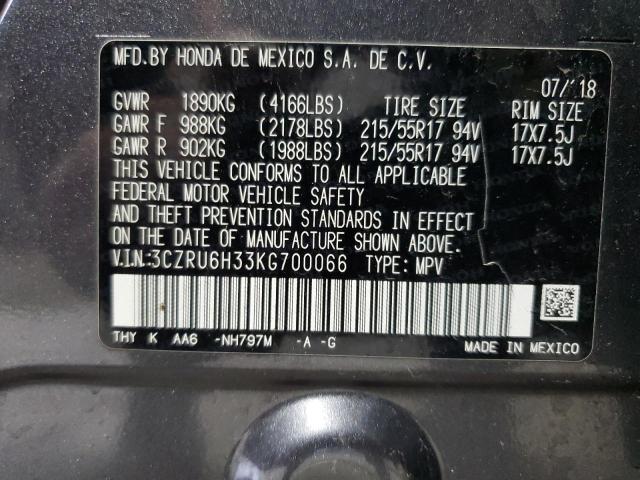 MFD.BY HONDA DE MEXICO S.A. DE C.V.
07/18
GVWR 1890KG (4166LBS) TIRE SIZE RIM SIZE
GAWR F 988KG (2178LBS) 215/55R17 94V 17X7.5J
GAWR R 902KG (1988LBS) 215/55R17 94V 17X7.5J
THIS VEHICLE CONFORMS TO ALL APPLICABLE
FEDERAL MOTOR VEHICLE SAFETY
AND THEFT PREVENTION STANDARDS IN EFFECT
ON THE DATE OF MANUFACTURE SHOWN ABOVE.
V.I.N:3CZRU6H33KG700066 TYPE: MPV
THY K AA6 -NH797M -A -G
MADE IN MEXICO